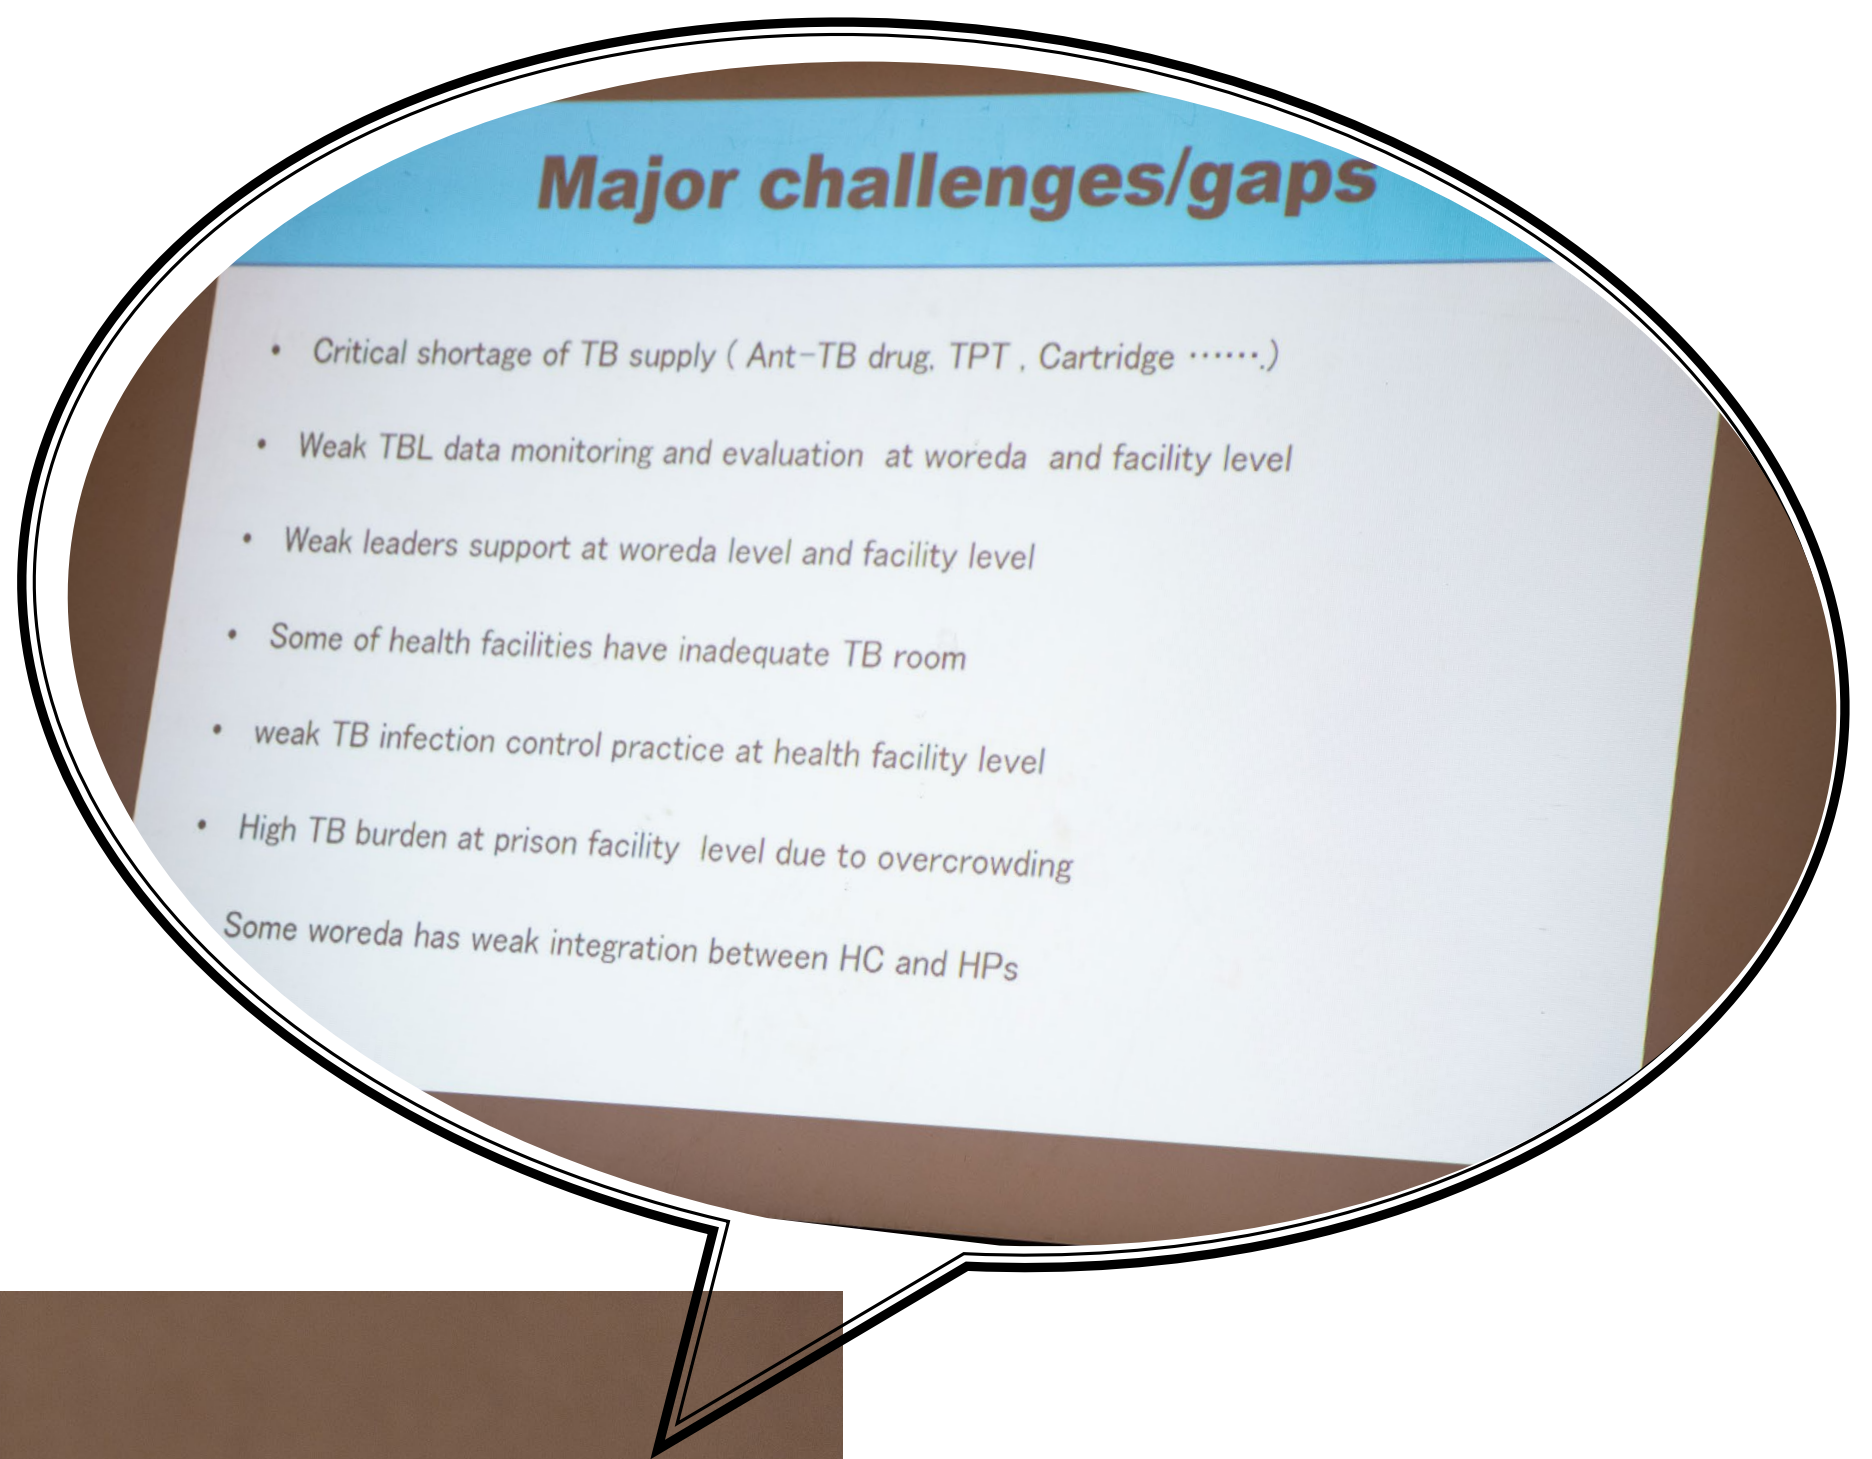 Major challenges/gaps
• Critical shortage of TB supply ( Ant-TB drug, TPT , Cartridge ⋯⋯.)
• Weak TBL data monitoring and evaluation at woreda and facility level
• Weak leaders support at woreda level and facility level
• Some of health facilities have inadequate TB room
• weak TB infection control practice at health facility level
• High TB burden at prison facility level due to overcrowding
Some woreda has weak integration between HC and HPs